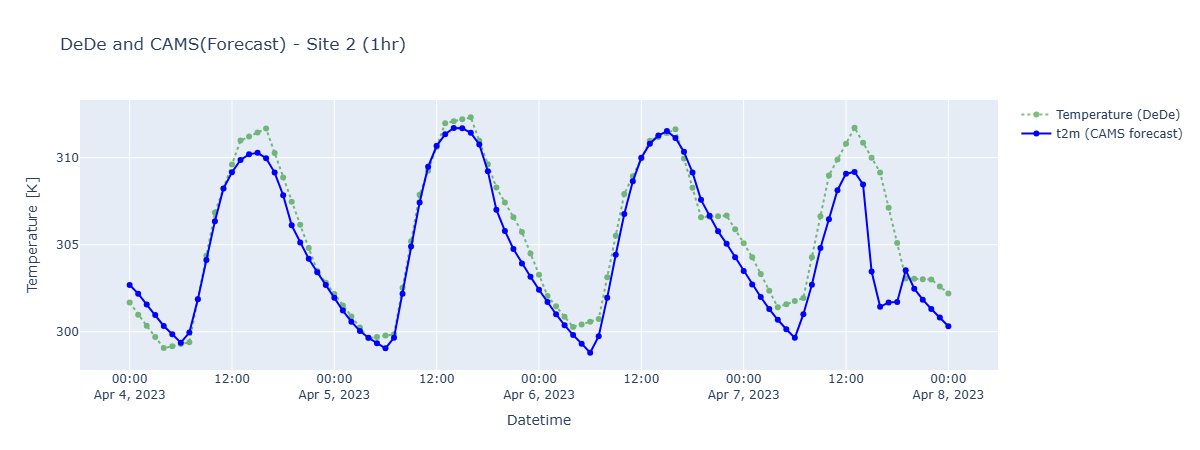 DeDe and CAMS(Forecast) - Site 2 (1hr)
Temperature (DeDe)
t2m (CAMS forecast)
Temperature [K]
310
305
300
00:00 12:00 00:00 12:00 00:00 12:00 00:00 12:00 00:00
Apr 4, 2023 Apr 5, 2023 Apr 6, 2023 Apr 7, 2023 Apr 8, 2023
Datetime